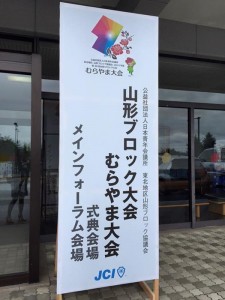 むらやま大会
公益社団法人日本青年会議所 東北地区山形ブロック協議会
山形ブロック大会
むらやま大会
式典会場
メインフォーラム会場
JCI